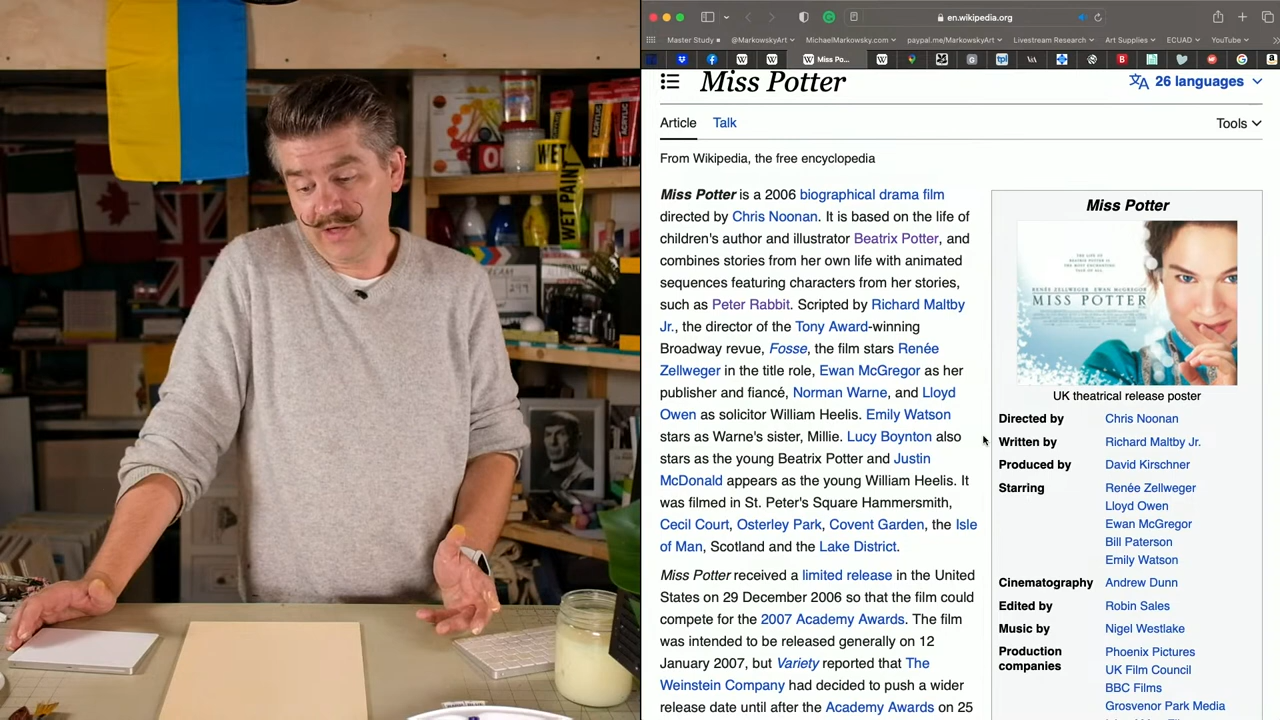 WET
WET PAINT
ACRYLIC
ACRYLIC
en.wikipedia.org
Master Study
@MarkowskyArt
MichaelMarkowsky.com
paypal.me/MarkowskyArt
Livestream Research
Art Supplies
ECUAD
YouTube
Miss Po...
Miss Potter
26 languages
Article
Talk
Tools
From Wikipedia, the free encyclopedia
Miss Potter is a 2006 biographical drama film
directed by Chris Noonan. It is based on the life of
children's author and illustrator Beatrix Potter, and
combines stories from her own life with animated
sequences featuring characters from her stories,
such as Peter Rabbit. Scripted by Richard Maltby
Jr., the director of the Tony Award-winning
Broadway revue, Fosse, the film stars Renée
Zellweger in the title role, Ewan McGregor as her
publisher and fiancé, Norman Warne, and Lloyd
Owen as solicitor William Heelis. Emily Watson
stars as Warne's sister, Millie. Lucy Boynton also
stars as the young Beatrix Potter and Justin
McDonald appears as the young William Heelis. It
was filmed in St. Peter's Square Hammersmith,
Cecil Court, Osterley Park, Covent Garden, the Isle
of Man, Scotland and the Lake District.
Miss Potter received a limited release in the United
States on 29 December 2006 so that the film could
compete for the 2007 Academy Awards. The film
was intended to be released generally on 12
January 2007, but Variety reported that The
Weinstein Company had decided to push a wider
release date until after the Academy Awards on 25
Miss Potter
RENÉE ZELLWEGER EWAN McGREGOR
MISS POTTER
UK theatrical release poster
Directed by Chris Noonan
Written by Richard Maltby Jr.
Produced by David Kirschner
Starring Renée Zellweger
Lloyd Owen
Ewan McGregor
Bill Paterson
Emily Watson
Cinematography Andrew Dunn
Edited by Robin Sales
Music by Nigel Westlake
Production companies Phoenix Pictures
UK Film Council
BBC Films
Grosvenor Park Media